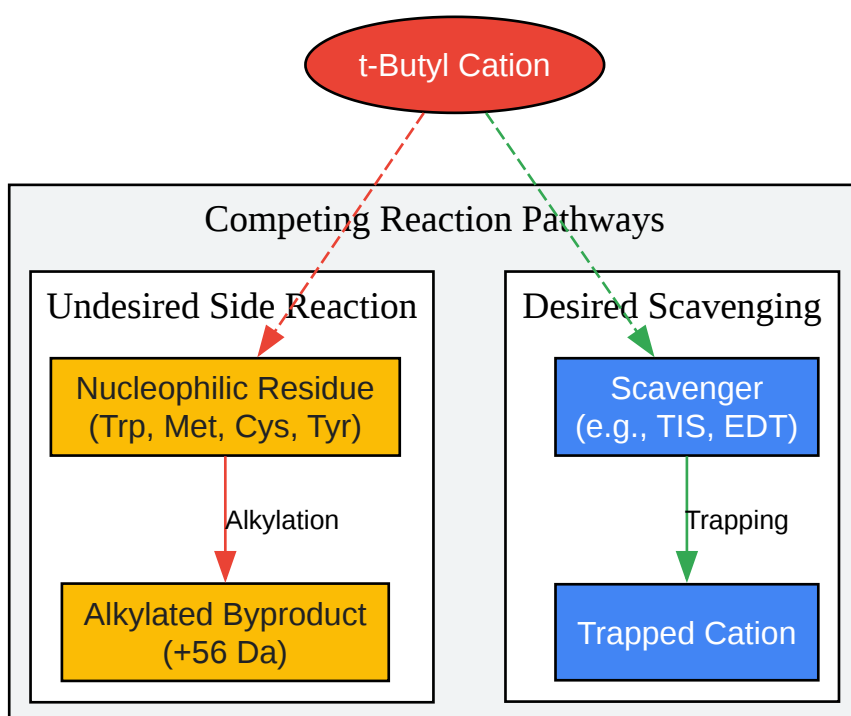 t-Butyl Cation
Competing Reaction Pathways
Undesired Side Reaction
Nucleophilic Residue
(Trp, Met, Cys, Tyr)
Alkylation
Alkylated Byproduct
(+56 Da)
Desired Scavenging
Scavenger
(e.g., TIS, EDT)
Trapping
Trapped Cation